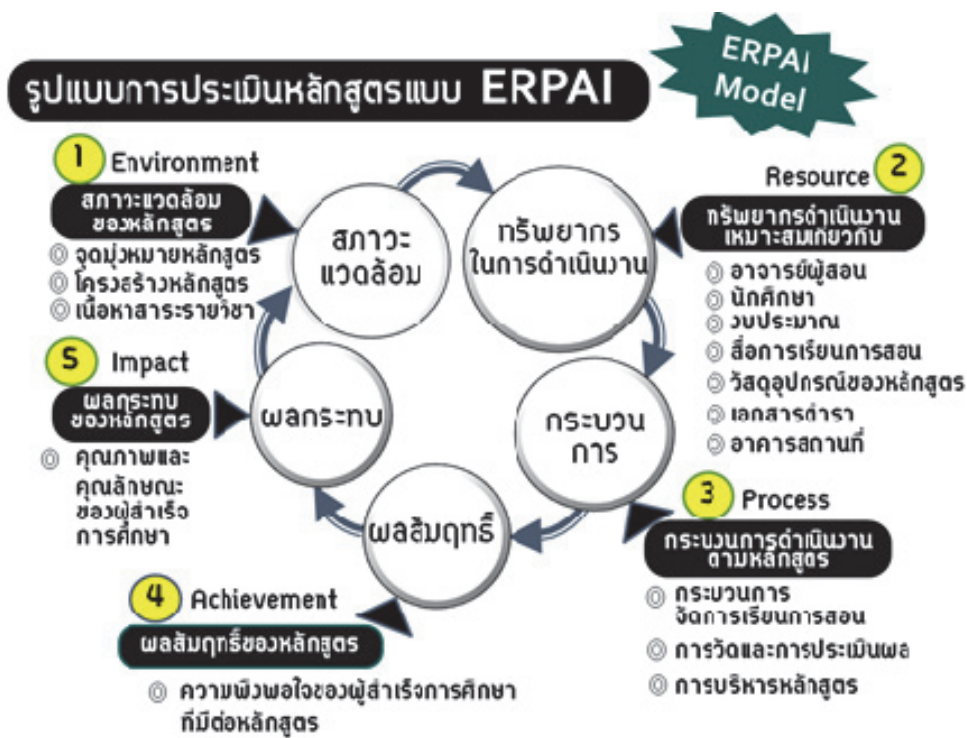 รูปแบบการประเมินหลักสูตรแบบ ERPAI
ERPAI
Model
1 Environment
สภาวะแวดล้อม
ของหลักสูตร
จุดมุ่งหมายหลักสูตร
โครงสร้างหลักสูตร
เนื้อหาสาระรายวิชา
สภาวะ
แวดล้อม
ทรัพยากร
ในการดำเนินงาน
Resource 2
ทรัพยากรดำเนินงาน
เหมาะสมเกี่ยวกับ
อาจารย์ผู้สอน
นักศึกษา
งบประมาณ
สื่อการเรียนการสอน
วัสดุอุปกรณ์ของหลักสูตร
เอกสารตำรา
อาคารสถานที่
5 Impact
ผลกระทบ
ของหลักสูตร
คุณภาพและ
คุณลักษณะ
ของผู้สำเร็จ
การศึกษา
ผลกระทบ
กระบวน
การ
ผลสัมฤทธิ์
3 Process
กระบวนการดำเนินงาน
ตามหลักสูตร
กระบวนการ
จัดการเรียนการสอน
การวัดและการประเมินผล
การบริหารหลักสูตร
4 Achievement
ผลสัมฤทธิ์ของหลักสูตร
ความพึงพอใจของผู้สำเร็จการศึกษา
ที่มีต่อหลักสูตร